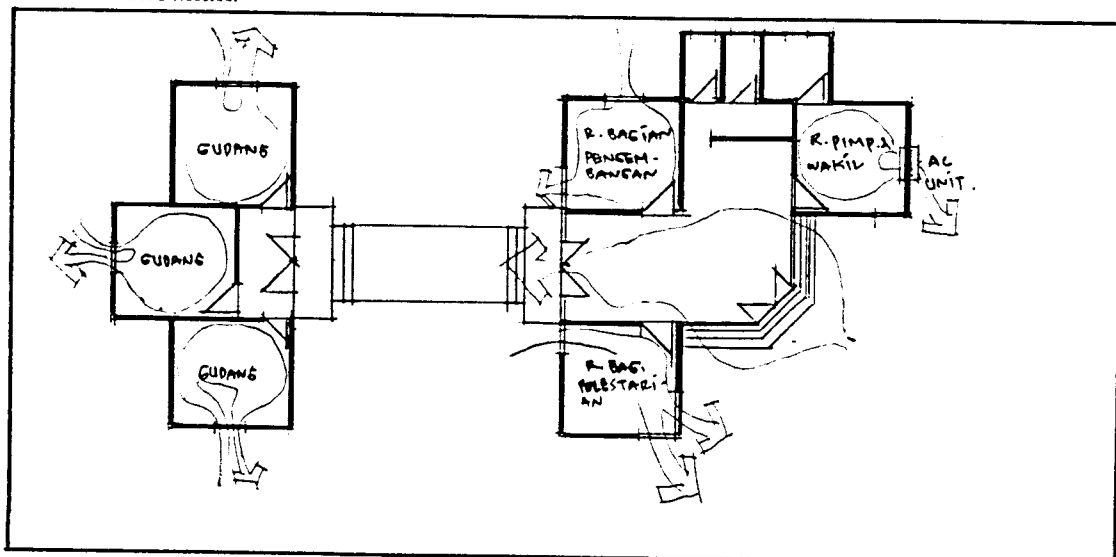 GUDANG
GUDANG
GUDANG
R. BAGIAN
PENGEM-
BANGAN
R. PIMP. &
WAKIL
AC
UNIT.
R. BAG.
PELESTARI-
AN